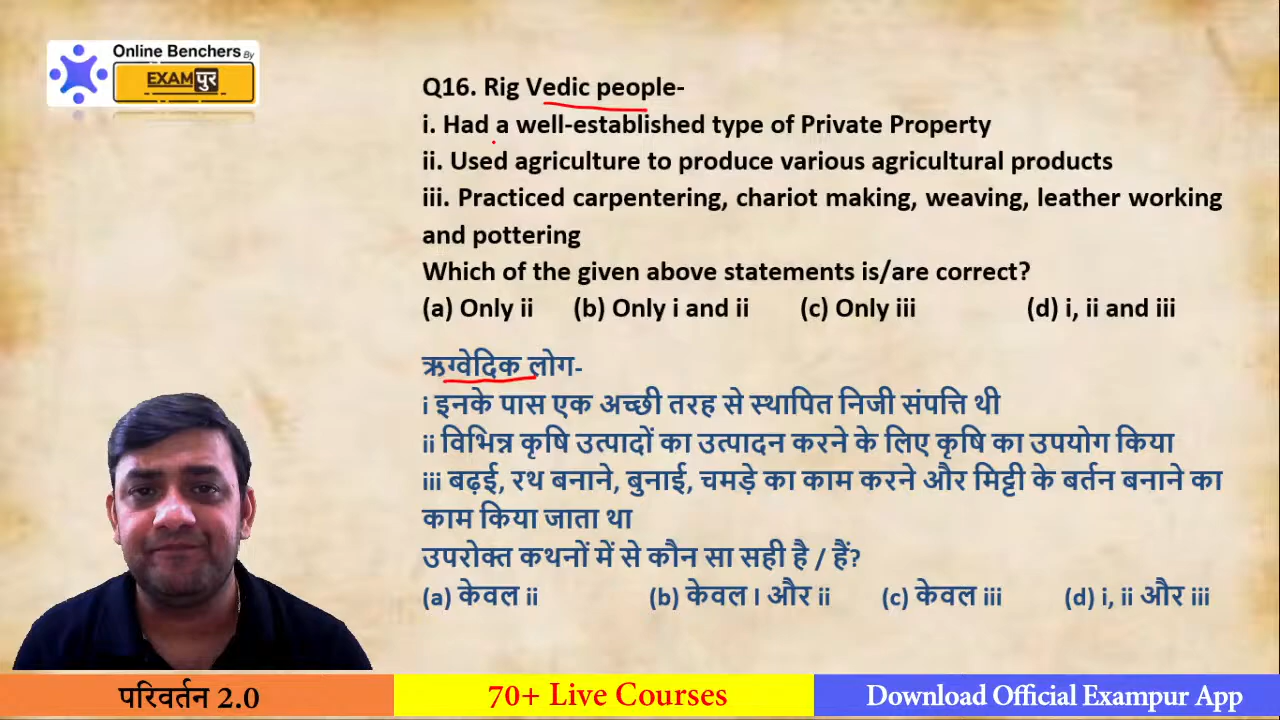 Online Benchers By
EXAMपुर
Q16. Rig Vedic people-
i. Had a well-established type of Private Property
ii. Used agriculture to produce various agricultural products
iii. Practiced carpentering, chariot making, weaving, leather working
and pottering
Which of the given above statements is/are correct?
(a) Only ii (b) Only i and ii (c) Only iii (d) i, ii and iii
ऋग्वेदिक लोग-
i इनके पास एक अच्छी तरह से स्थापित निजी संपत्ति थी
ii विभिन्न कृषि उत्पादों का उत्पादन करने के लिए कृषि का उपयोग किया
iii बढ़ई, रथ बनाने, बुनाई, चमड़े का काम करने और मिट्टी के बर्तन बनाने का
काम किया जाता था
उपरोक्त कथनों में से कौन सा सही है / हैं?
(a) केवल ii (b) केवल I और ii (c) केवल iii (d) i, ii और iii
परिवर्तन 2.0
70+ Live Courses
Download Official Exampur App